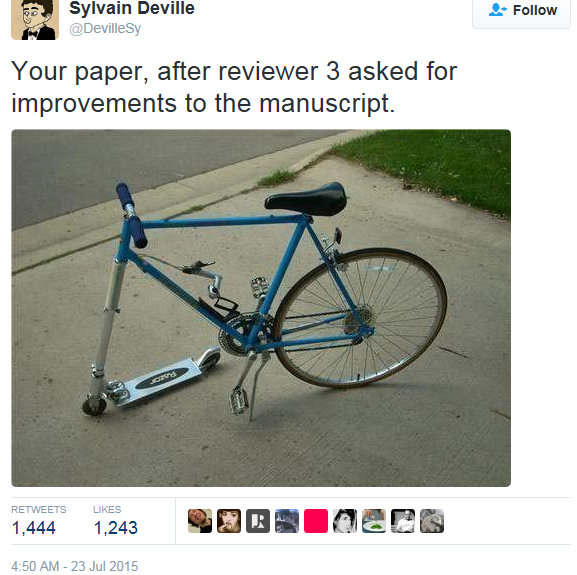 Sylvain Deville
@DevilleSy
Follow
Your paper, after reviewer 3 asked for
improvements to the manuscript.
RAZOR
RETWEETS
LIKES
1,444
1,243
4:50 AM - 23 Jul 2015